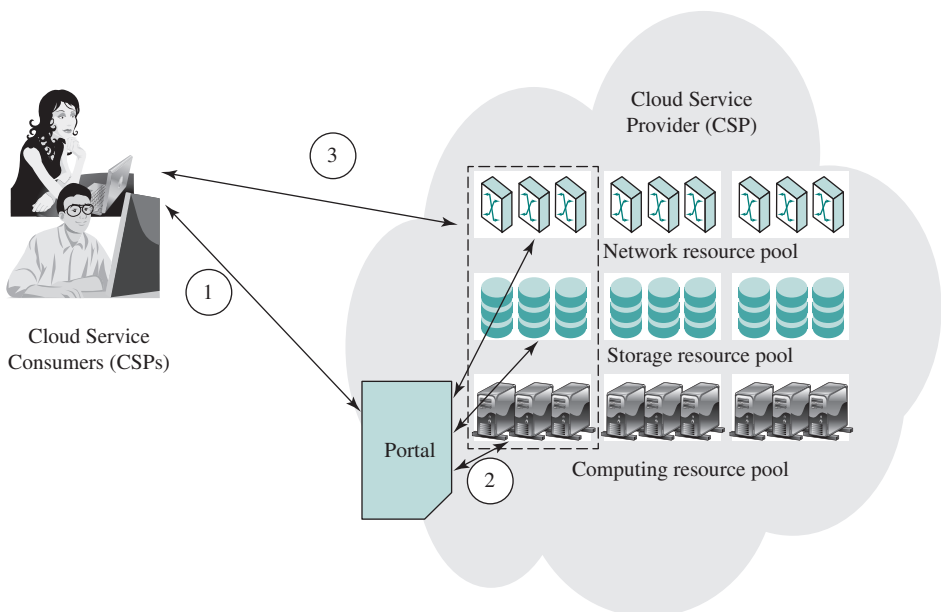 Cloud Service
Provider (CSP)
3
Network resource pool
1
Cloud Service
Consumers (CSPs)
Storage resource pool
Portal
2
Computing resource pool